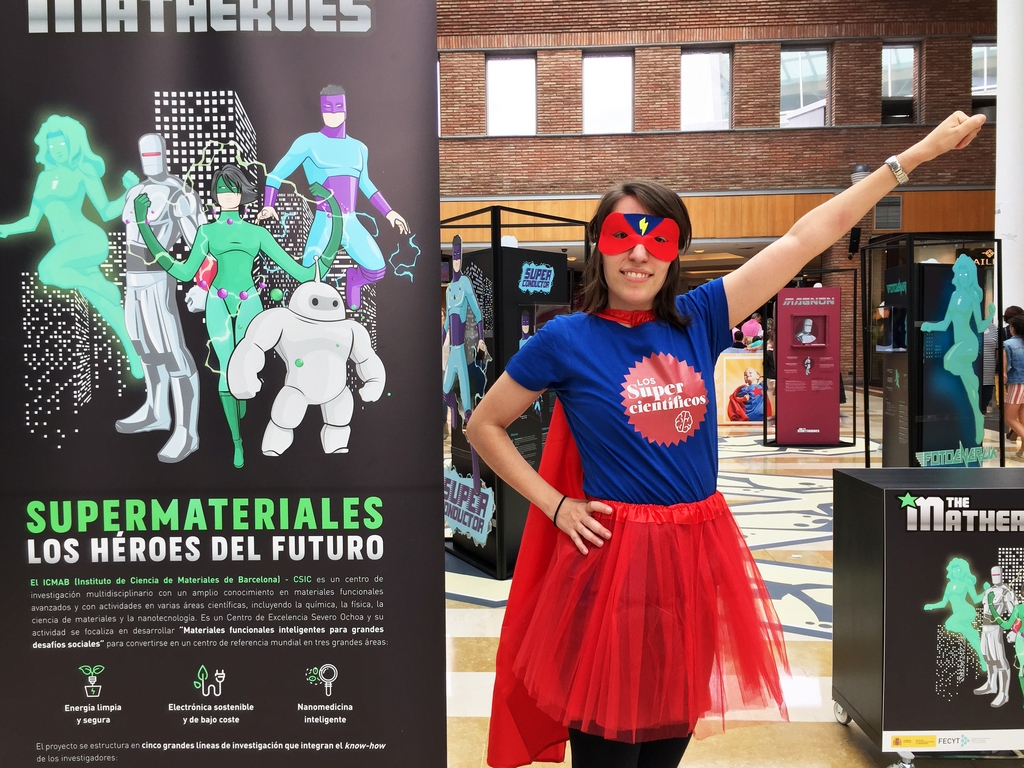 MATHEROES
SUPERMATERIALES
LOS HÉROES DEL FUTURO
El ICMAB (Instituto de Ciencia de Materiales de Barcelona) - CSIC es un centro de
investigación multidisciplinario con un amplio conocimiento en materiales funcionales
avanzados y con actividades en varias áreas científicas, incluyendo la química, la física, la
ciencia de materiales y la nanotecnología. Es un Centro de Excelencia Severo Ochoa y su
actividad se focaliza en desarrollar "Materiales funcionales inteligentes para grandes
desafíos sociales" para convertirse en un centro de referencia mundial en tres grandes áreas:
Energía limpia
y segura
Electrónica sostenible
y de bajo coste
Nanomedicina
inteligente
El proyecto se estructura en cinco grandes líneas de investigación que integran el know-how
de los investigadores:
SUPER
CONDUCTOR
SUPER
CONDUCTOR
LOS
Super
científicos
MAGNON
THE
MATHER
FECYT